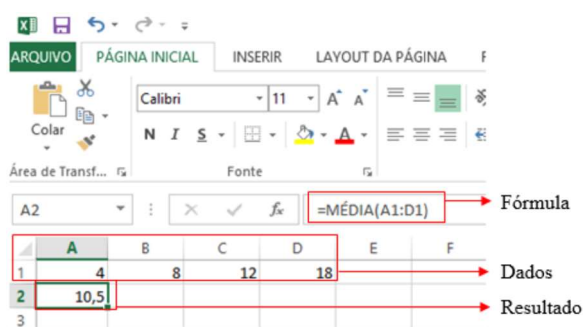 ARQUIVO PÁGINA INICIAL INSERIR LAYOUT DA PÁGINA
Colar
Calibri 11 A A
N I S A
Área de Transf... Fonte
A2 fx =MÉDIA(A1:D1) Fórmula
A B C D E F
1 4 8 12 18 Dados
2 10,5 Resultado
3